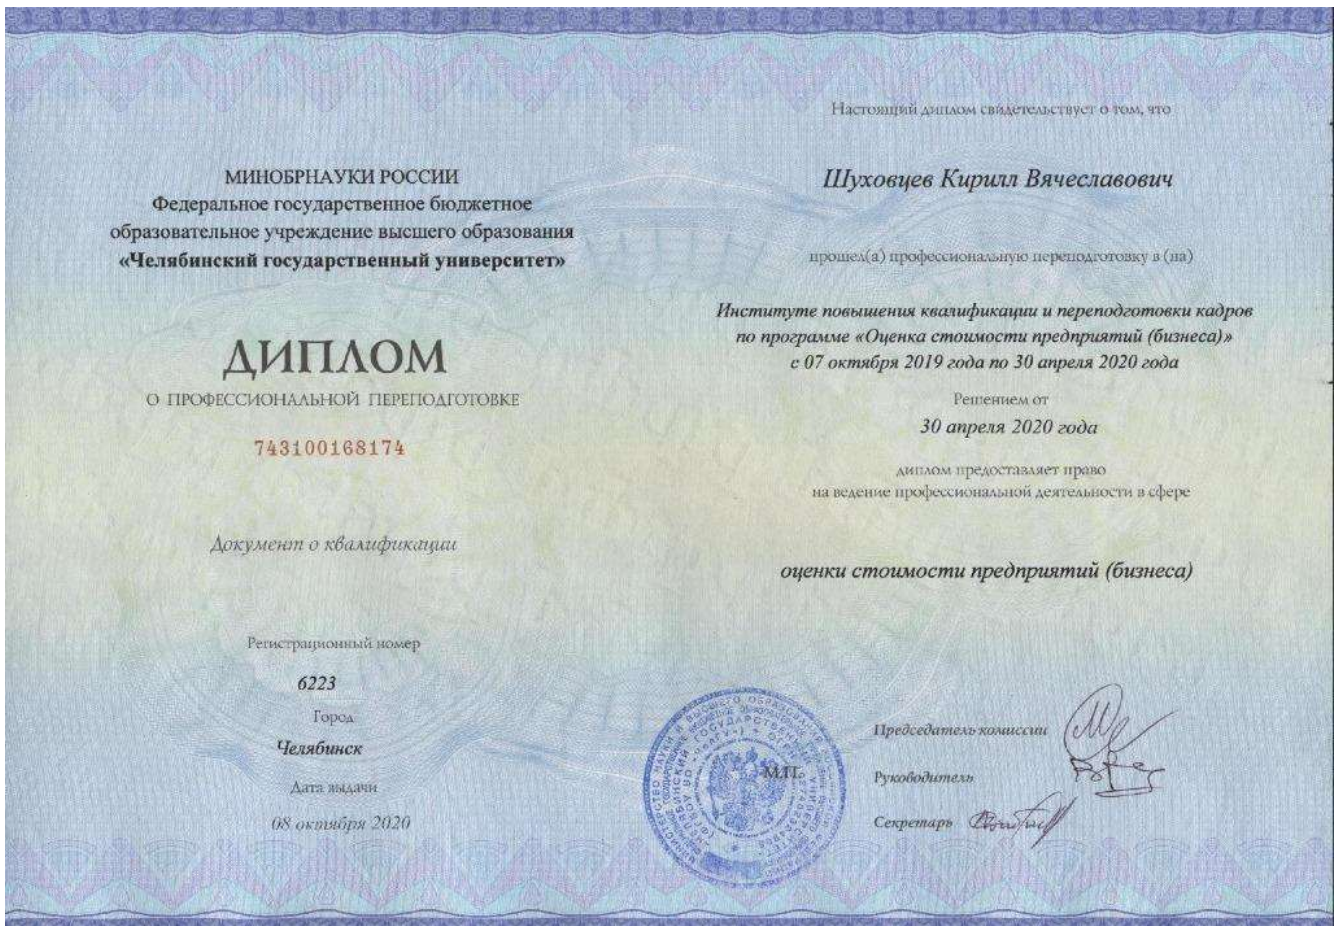 МИНОБРНАУКИ РОССИИ
Федеральное государственное бюджетное
образовательное учреждение высшего образования
«Челябинский государственный университет»
ДИПЛОМ
О ПРОФЕССИОНАЛЬНОЙ ПЕРЕПОДГОТОВКЕ
743100168174
Документ о квалификации
Регистрационный номер
6223
Город
Челябинск
Дата выдачи
08 октября 2020
Настоящий диплом свидетельствует о том, что
Шуховцев Кирилл Вячеславович
прошел(а) профессиональную переподготовку в (на)
Институте повышения квалификации и переподготовки кадров
по программе «Оценка стоимости предприятий (бизнеса)»
с 07 октября 2019 года по 30 апреля 2020 года
Решением от
30 апреля 2020 года
диплом предоставляет право
на ведение профессиональной деятельности в сфере
оценки стоимости предприятий (бизнеса)
Председатель комиссии
М.П.
Руководитель
Секретарь